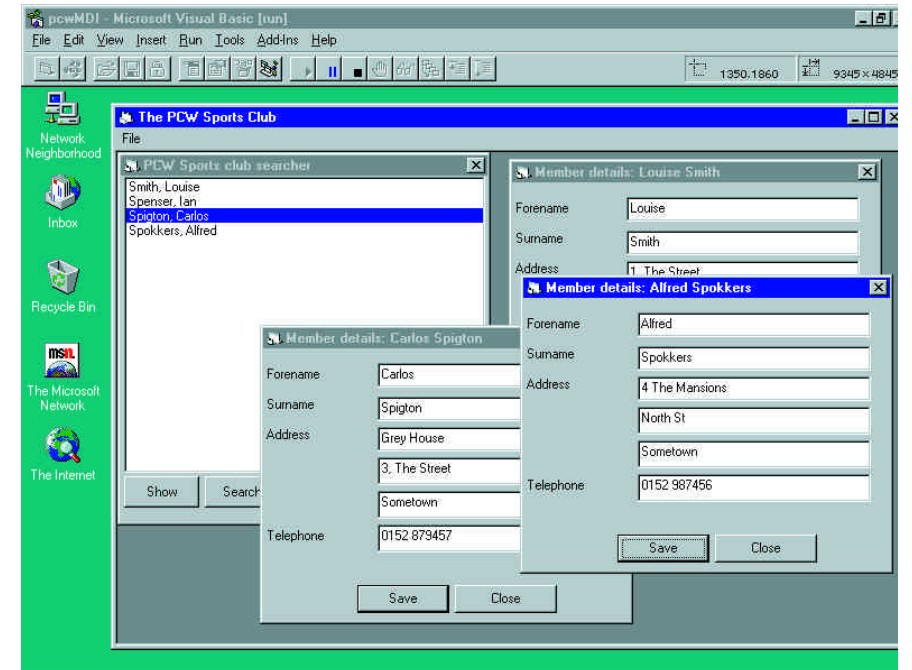 pcwMDI - Microsoft Visual Basic [run]
File Edit View Insert Run Tools Add-Ins Help
1350,1860 9345 x 4845
Network Neighborhood
Inbox
Recycle Bin
msn
The Microsoft Network
The Internet
The PCW Sports Club
File
PCW Sports club searcher
Smith, Louise
Spenser, Ian
Spigton, Carlos
Spokkers, Alfred
Show Search
Member details: Louise Smith
Forename Louise
Surname Smith
Address 1, The Street
Member details: Carlos Spigton
Forename Carlos
Surname Spigton
Address Grey House
3, The Street
Sometown
Telephone 0152 879457
Save Close
Member details: Alfred Spokkers
Forename Alfred
Surname Spokkers
Address 4 The Mansions
North St
Sometown
Telephone 0152 987456
Save Close